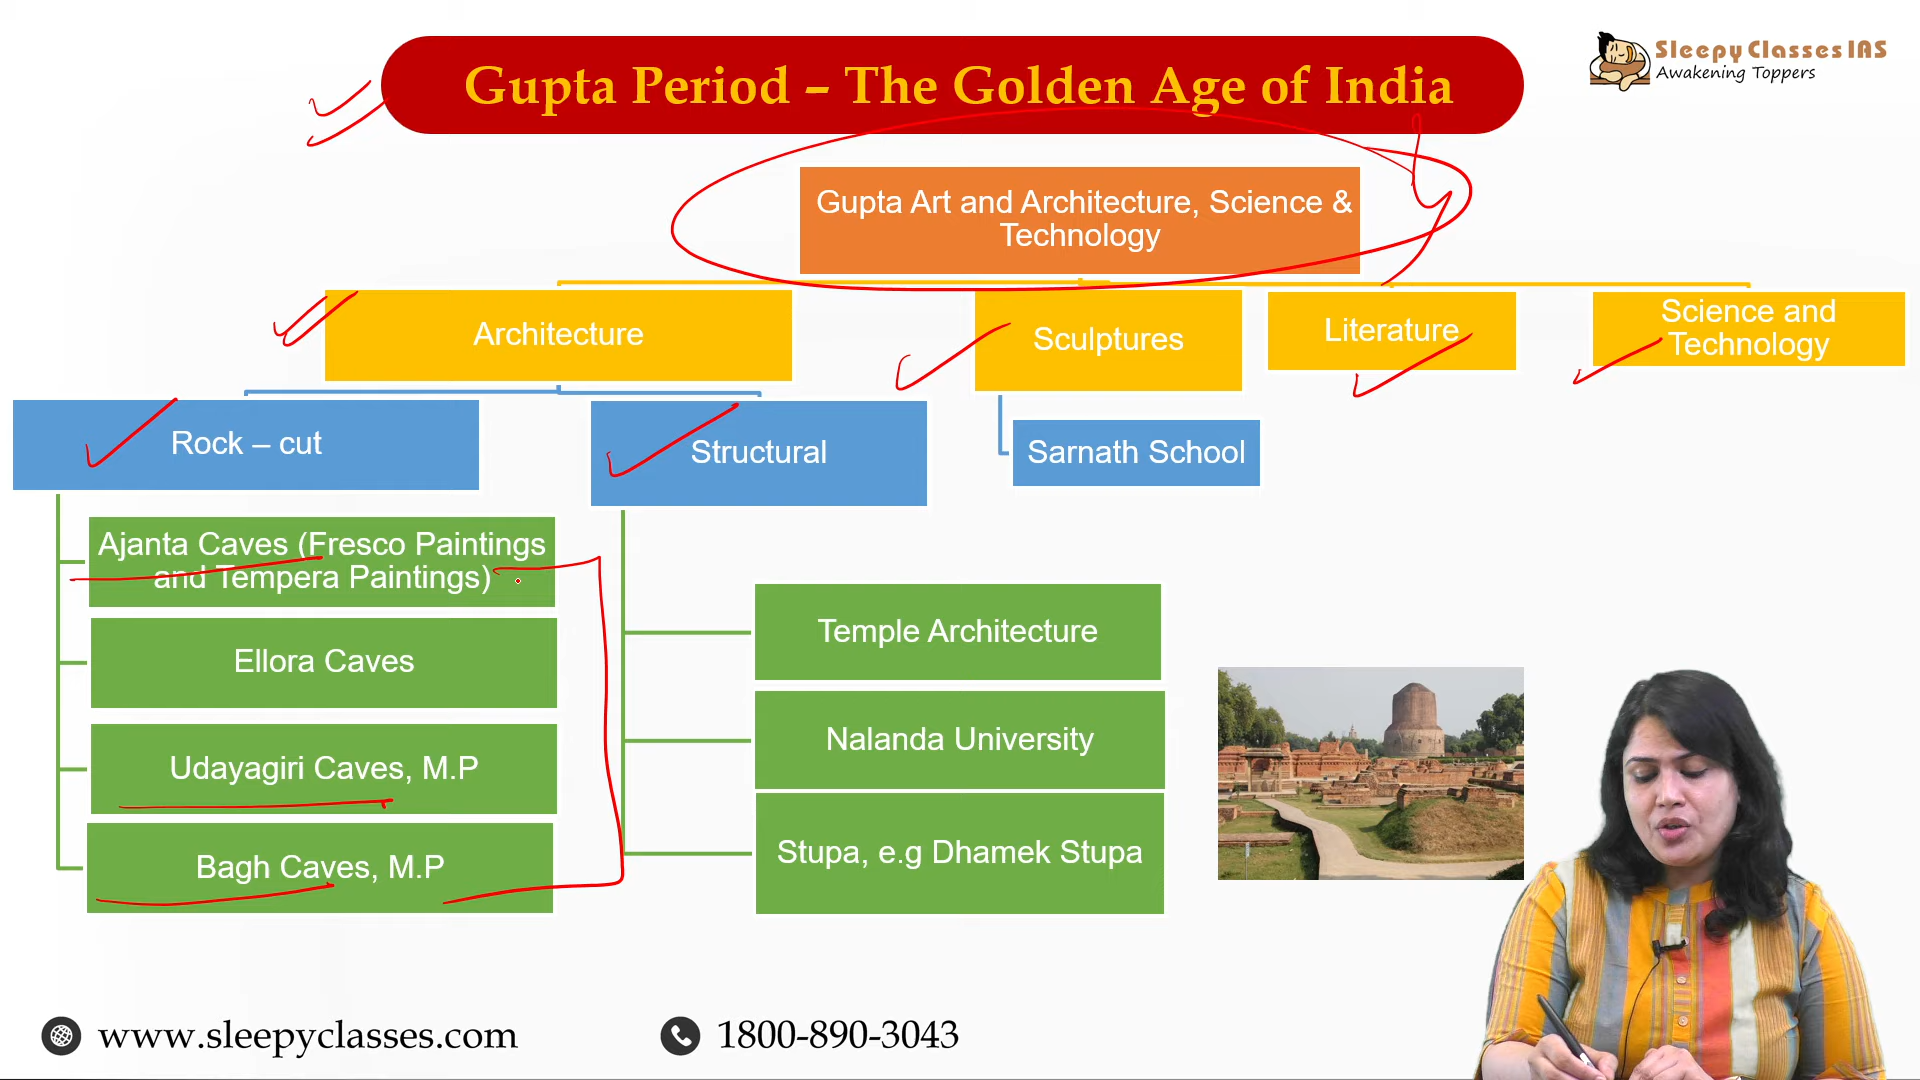 Gupta Period – The Golden Age of India
Sleepy Classes IAS
Awakening Toppers
Gupta Art and Architecture, Science &
Technology
Architecture
Sculptures
Literature
Science and
Technology
Rock – cut
Structural
Sarnath School
Ajanta Caves (Fresco Paintings
and Tempera Paintings)
Ellora Caves
Udayagiri Caves, M.P
Bagh Caves, M.P
Temple Architecture
Nalanda University
Stupa, e.g Dhamek Stupa
www.sleepyclasses.com
1800-890-3043